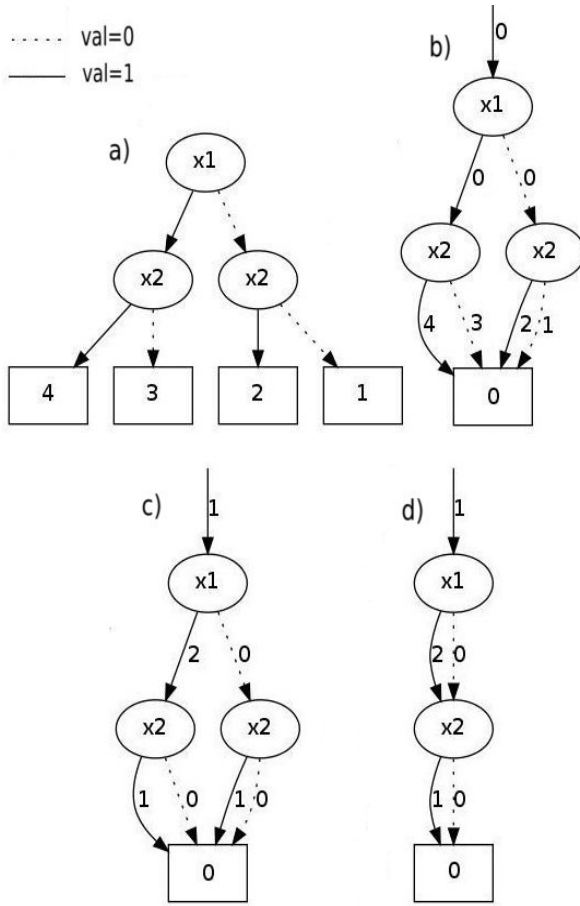 val=0
val=1
a)
x1
x2 x2
4 3 2 1
b)
0
x1
0 0
x2 x2
4 3 2 1
0
c)
1
x1
2 0
x2 x2
1 0 1 0
0
d)
1
x1
2 0
x2
1 0
0